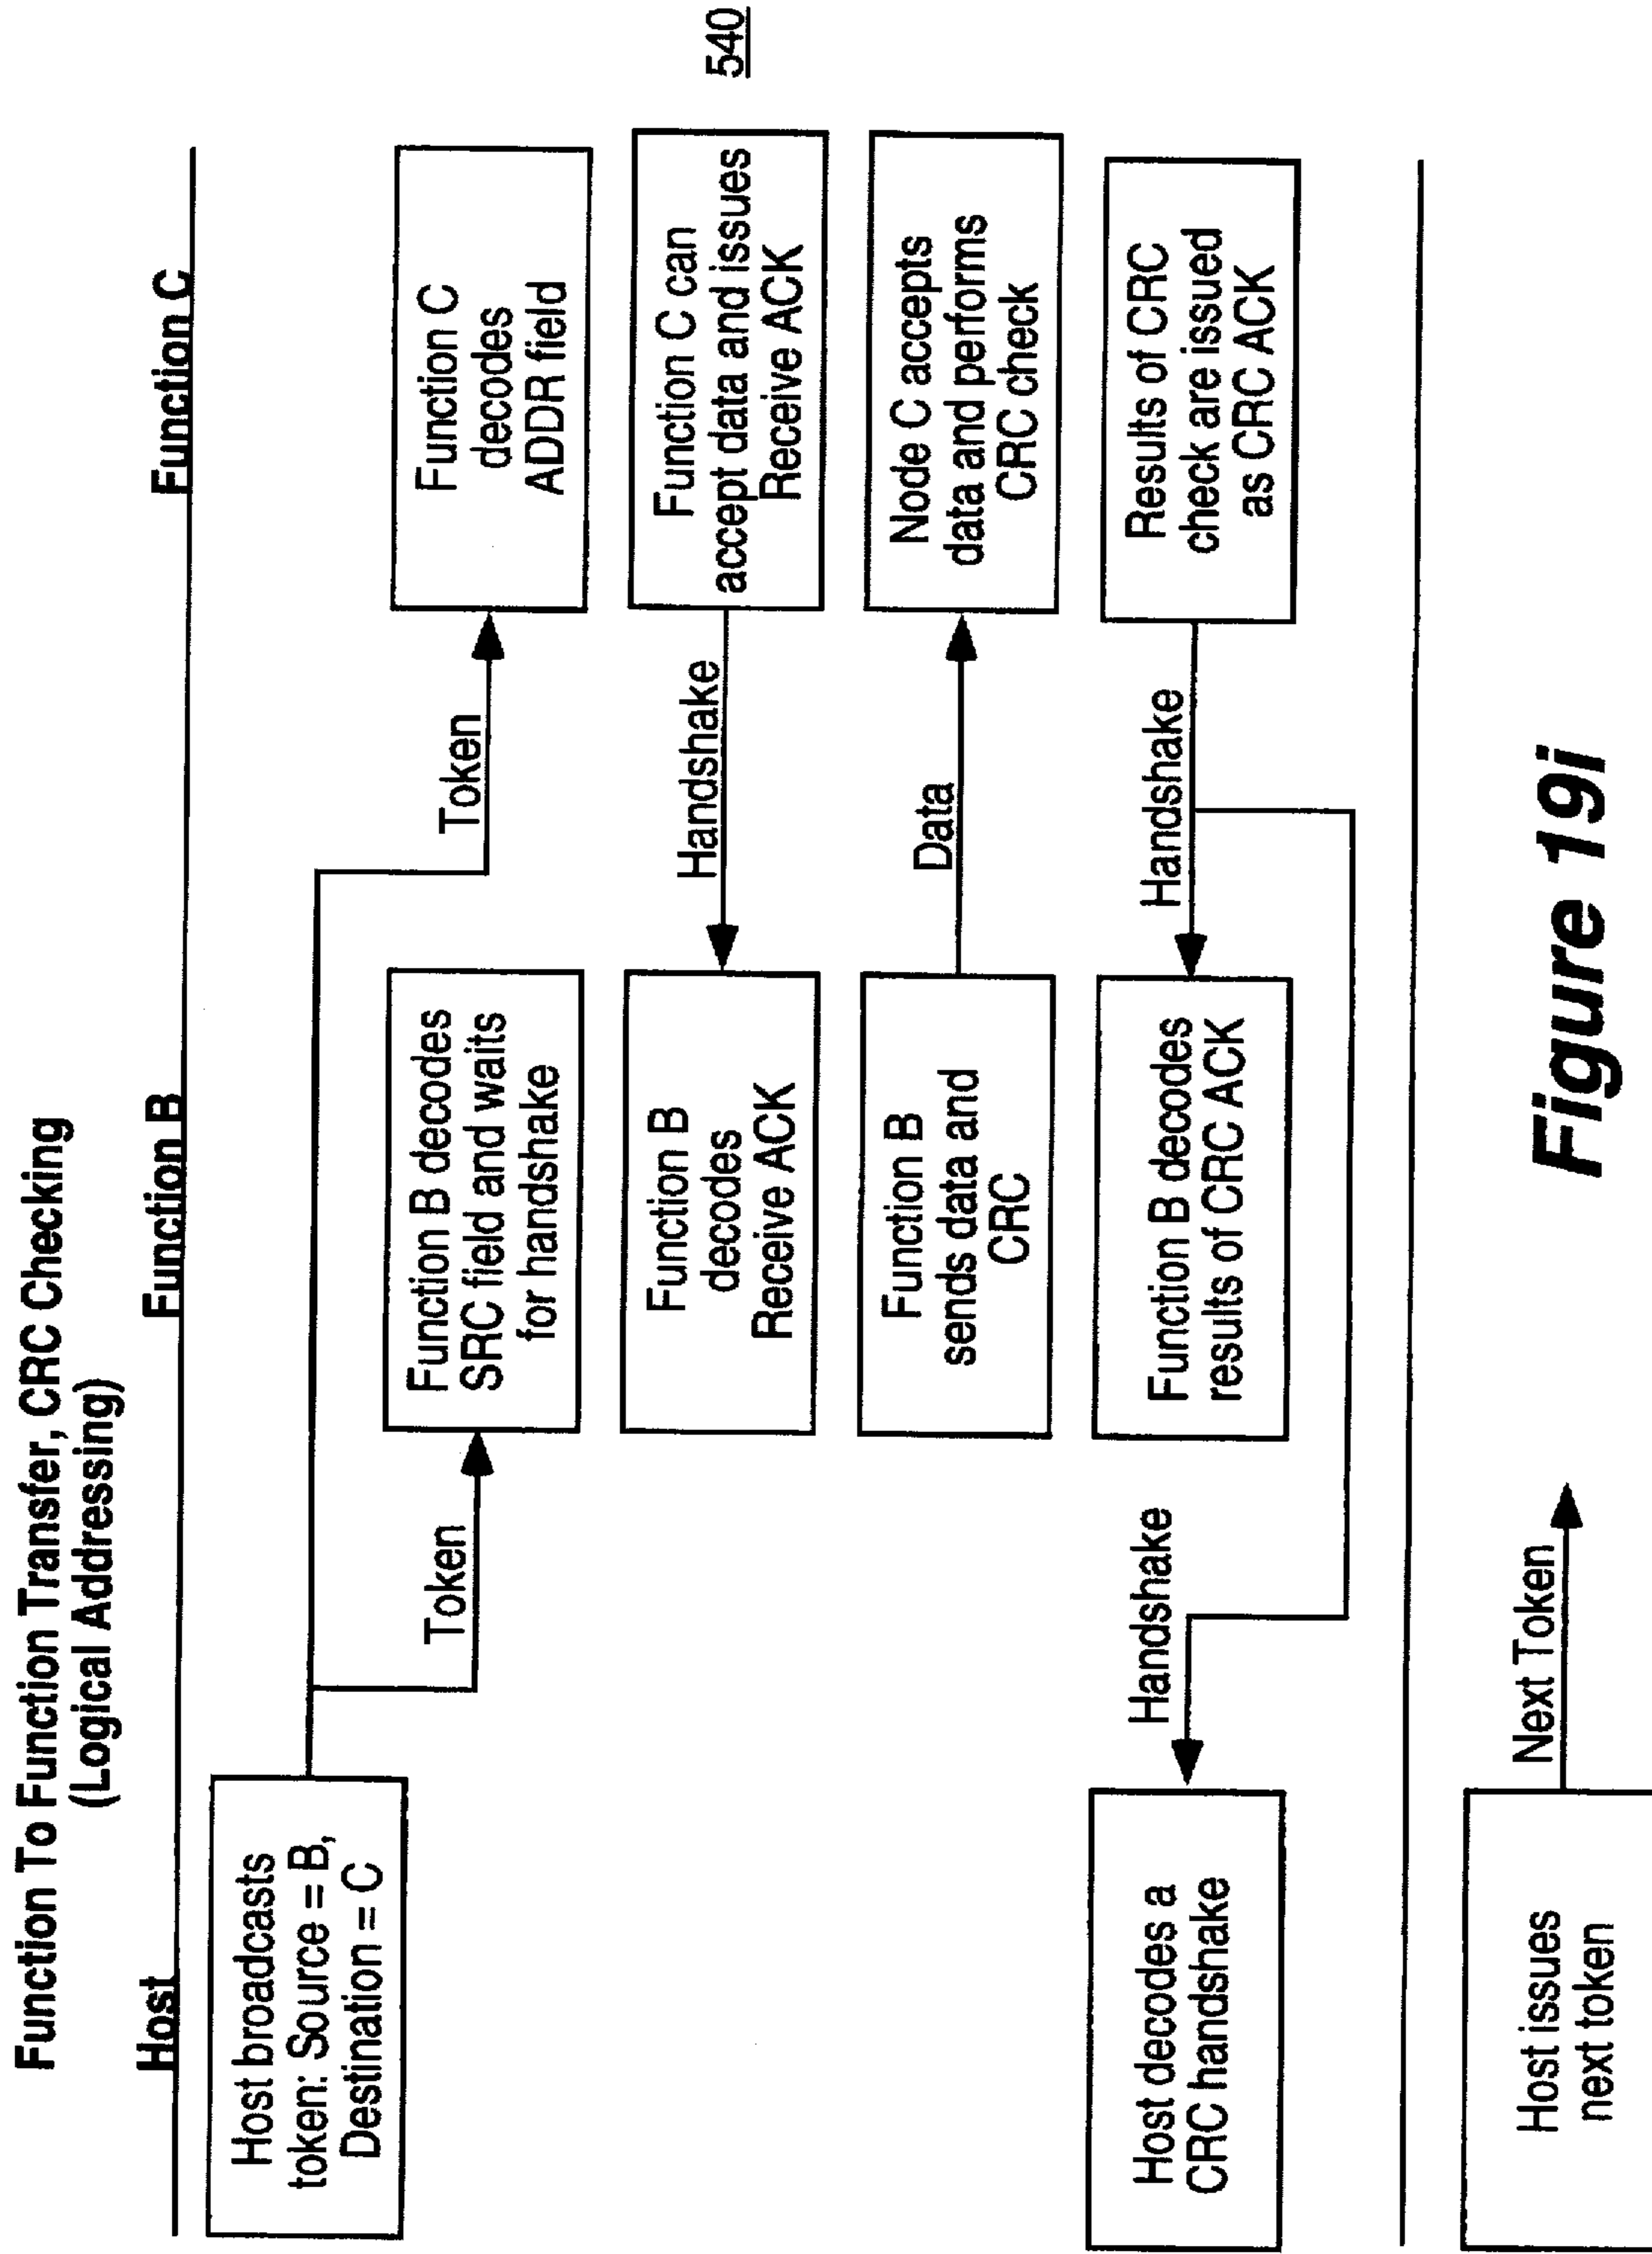 Function To Function Transfer, CRC Checking
(Logical Addressing)
Host
Function B
Function C
Host broadcasts
token: Source = B,
Destination = C
Token
Function B decodes
SRC field and waits
for handshake
Token
Function C
decodes
ADDR field
Function B
decodes
Receive ACK
Handshake
Function C can
accept data and issues
Receive ACK
540
Function B
sends data and
CRC
Data
Node C accepts
data and performs
CRC check
Host decodes a
CRC handshake
Handshake
Function B decodes
results of CRC ACK
Handshake
Results of CRC
check are issued
as CRC ACK
Host issues
next token
Next Token
Figure 19i